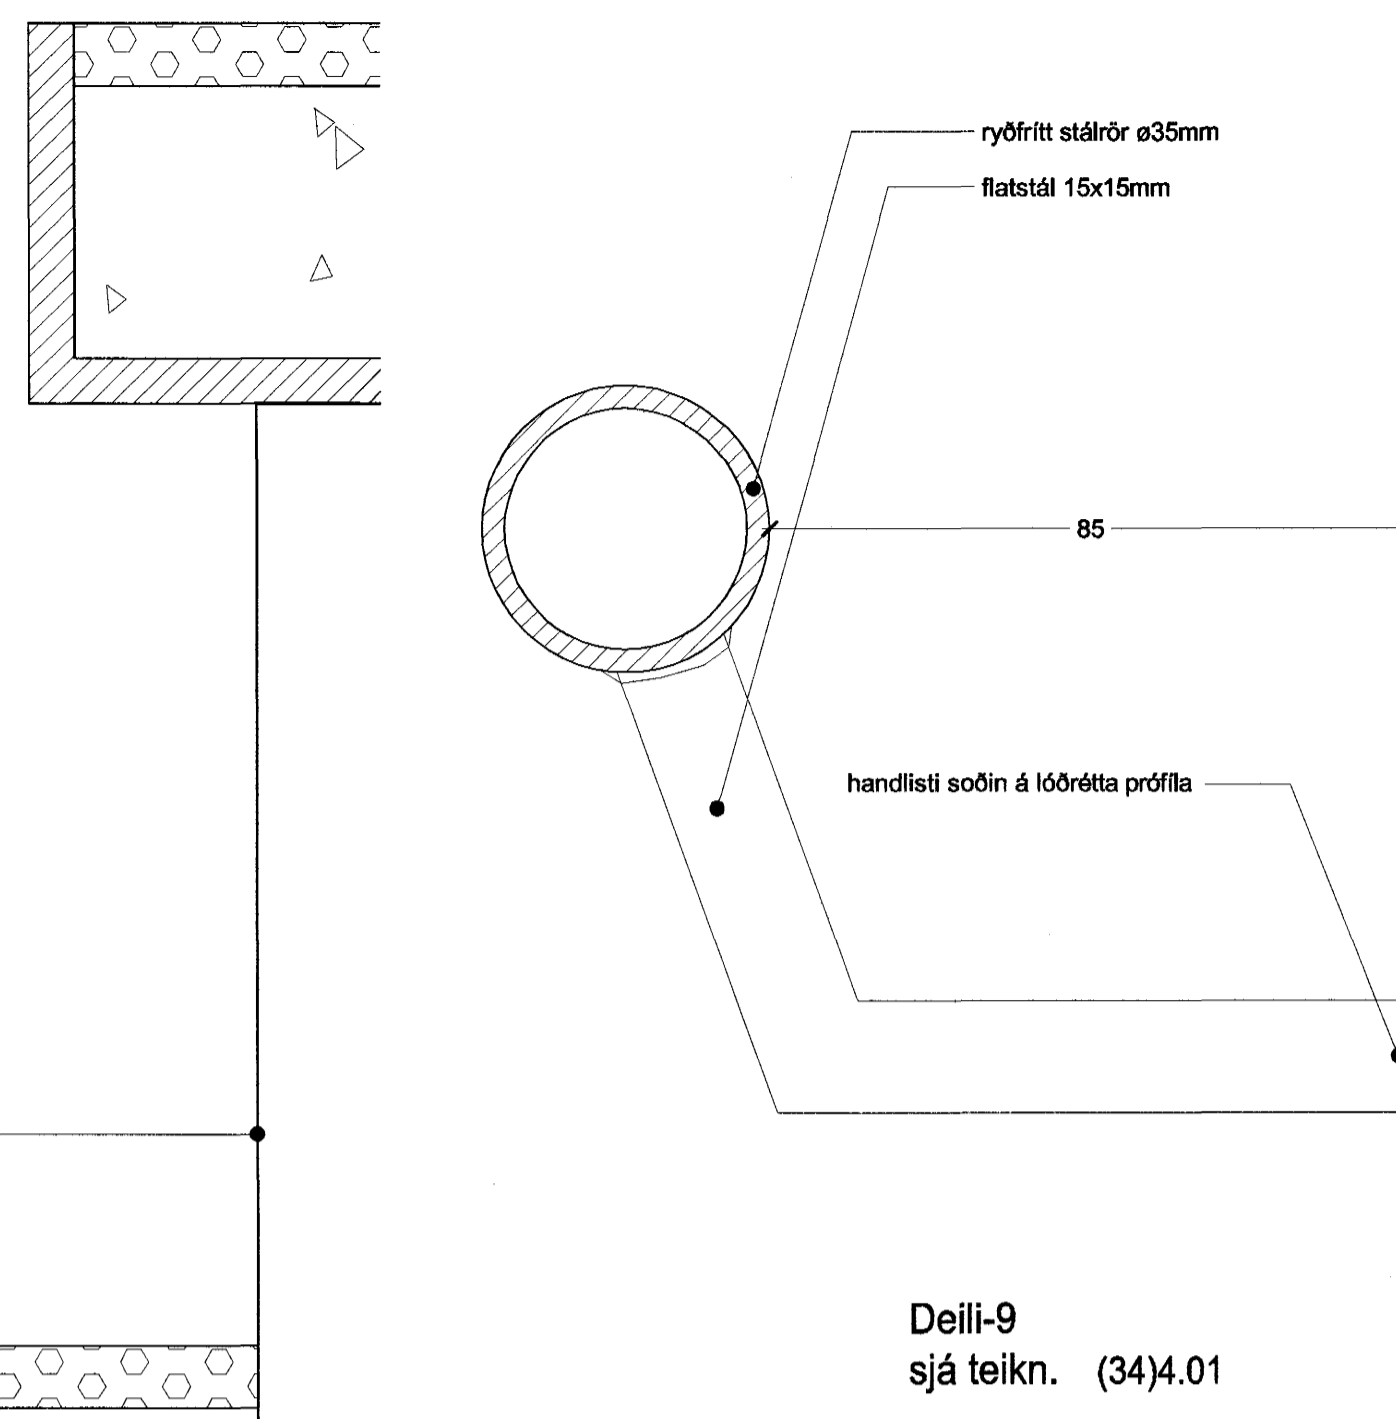 ryðfrítt stálrör ø35mm
flatstál 15x15mm
85
handlisti soðin á lóðrétta prófíla
Deili-9
sjá teikn. (34)4.01